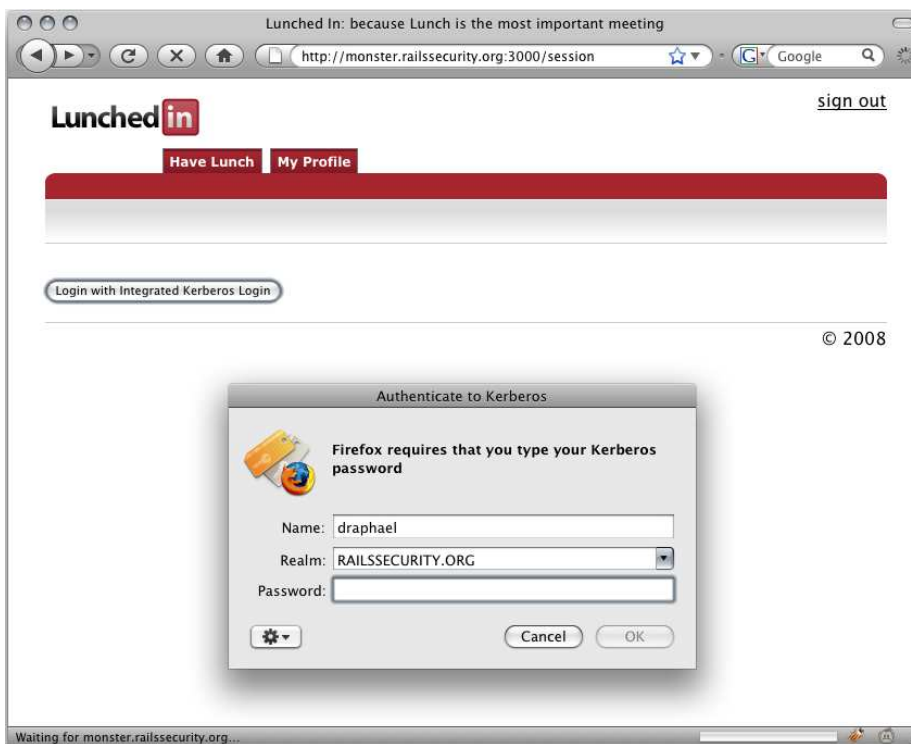 Lunched In: because Lunch is the most important meeting
http://monster.railssecurity.org:3000/session
G Google
sign out
Lunched in
Have Lunch My Profile
Login with Integrated Kerberos Login
© 2008
Authenticate to Kerberos
Firefox requires that you type your Kerberos
password
Name: draphael
Realm: RAILSSECURITY.ORG
Password:
Cancel OK
Waiting for monster.railssecurity.org...